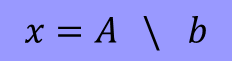 x = A \ b